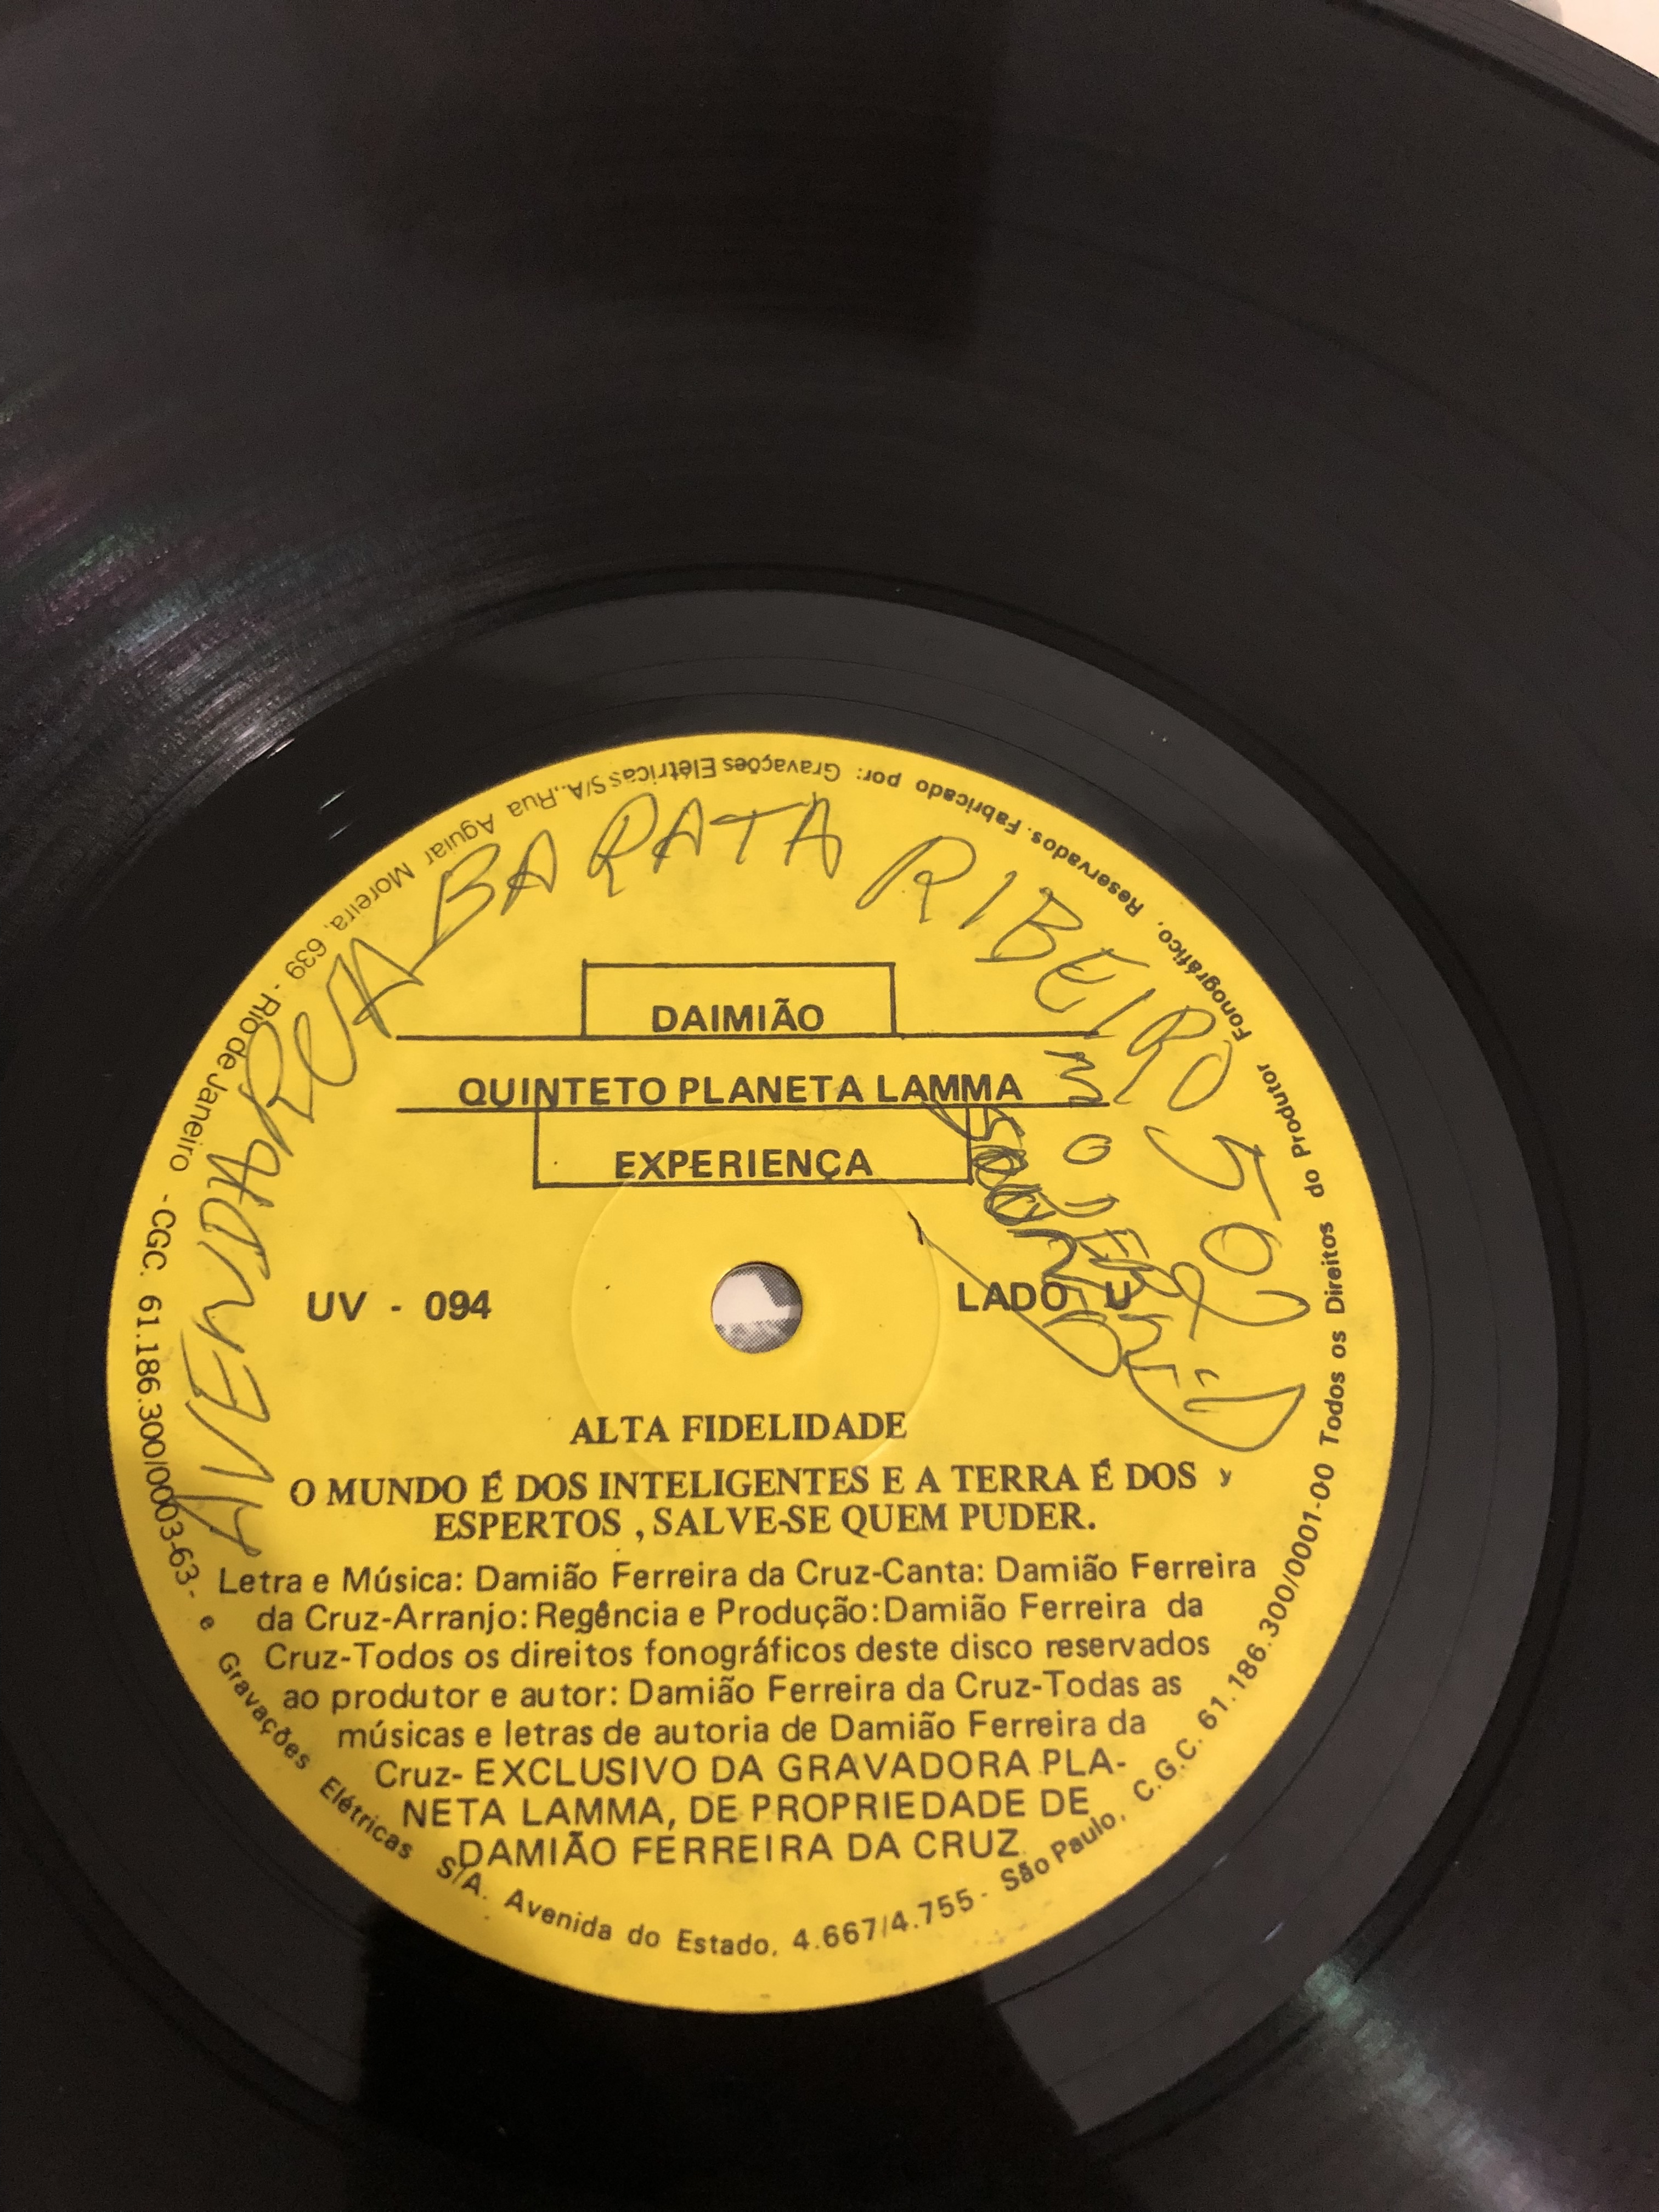 DAIMIÃO
QUINTETO PLANETA LAMMA
EXPERIENÇA
UV - 094
LADO U
ALTA FIDELIDADE
O MUNDO É DOS INTELIGENTES E A TERRA É DOS
ESPERTOS , SALVE-SE QUEM PUDER.
Letra e Música: Damião Ferreira da Cruz-Canta: Damião Ferreira
da Cruz-Arranjo: Regência e Produção: Damião Ferreira da
Cruz-Todos os direitos fonográficos deste disco reservados
ao produtor e autor: Damião Ferreira da Cruz-Todas as
músicas e letras de autoria de Damião Ferreira da
Cruz- EXCLUSIVO DA GRAVADORA PLA-
NETA LAMMA, DE PROPRIEDADE DE
DAMIÃO FERREIRA DA CRUZ
Todos os Direitos do Produtor Fonográfico, Reservados. Fabricado por: Gravações Elétricas S/A.,Rua Aguiar Moreira, 639 - Rio de Janeiro -CGC. 61.186.300/0003-63- e Gravações Elétricas S/A. Avenida do Estado, 4.667/4.755 - São Paulo, C.G.C. 61.186.300/0001-00
A VENDA RUA BARATA RIBEIRO 502